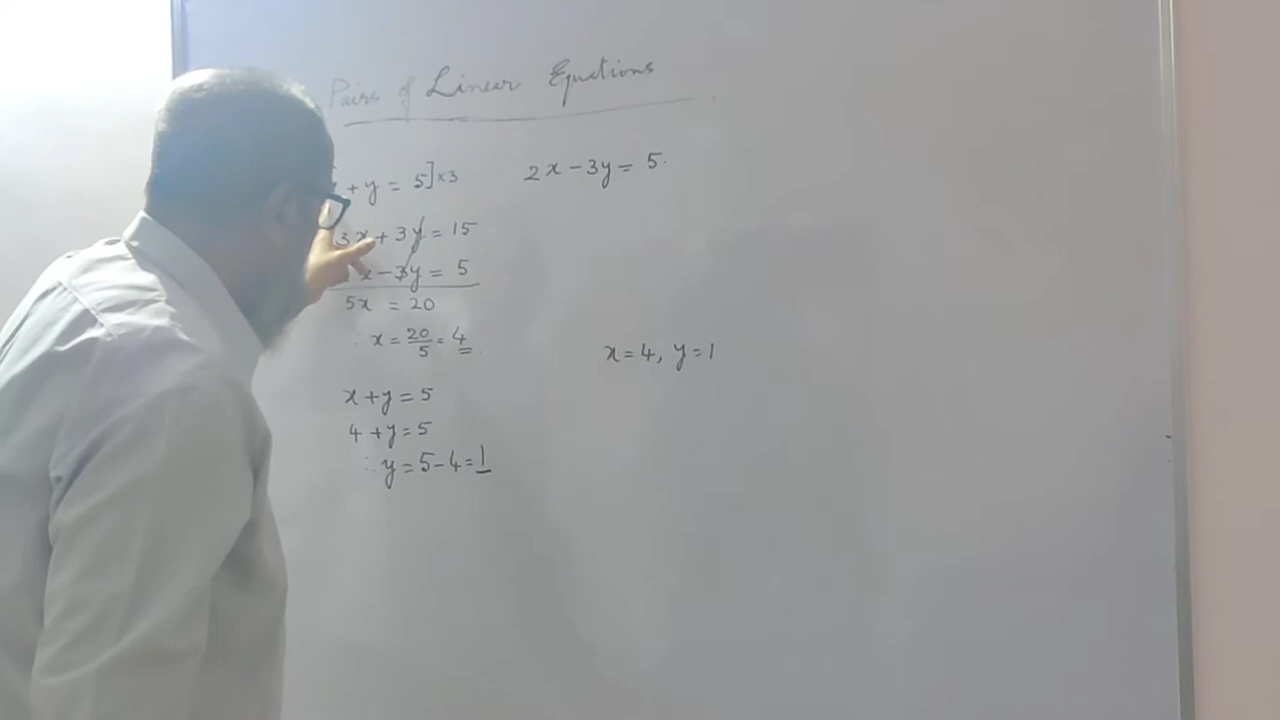 Pairs of Linear Equations
+ y = 5] × 3
2x - 3y = 5.
3x + 3y = 15
x - 3y = 5
5x = 20
∴ x = 20/5 = 4
x = 4, y = 1
x + y = 5
4 + y = 5
∴ y = 5 - 4 = 1